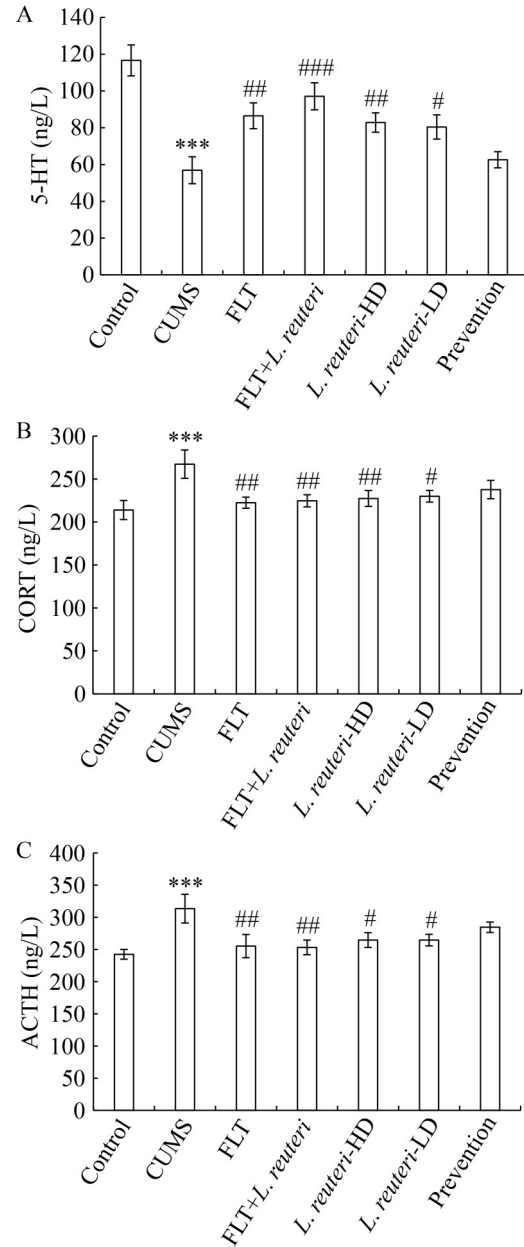 A
5-HT (ng/L)
140
120
100
80
60
40
20
0
***
##
###
##
#
Control
CUMS
FLT
FLT+L. reuteri
L. reuteri-HD
L. reuteri-LD
Prevention
B
CORT (ng/L)
300
250
200
150
100
50
0
***
##
##
##
#
Control
CUMS
FLT
FLT+L. reuteri
L. reuteri-HD
L. reuteri-LD
Prevention
C
ACTH (ng/L)
400
350
300
250
200
150
100
50
0
***
##
##
#
#
Control
CUMS
FLT
FLT+L. reuteri
L. reuteri-HD
L. reuteri-LD
Prevention